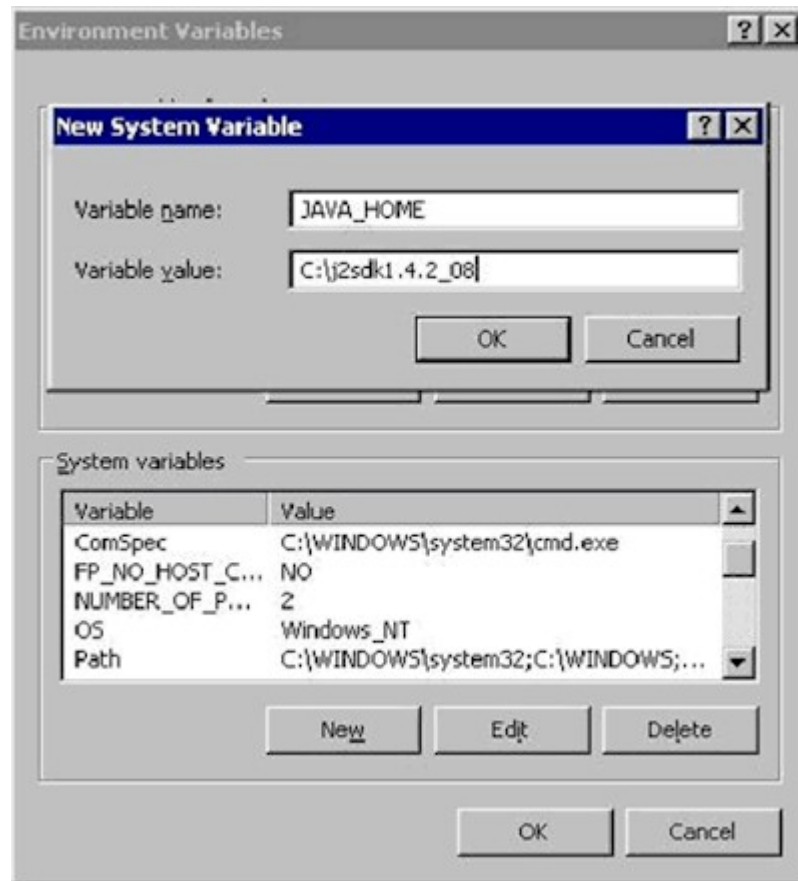 Environment Variables
New System Variable
Variable name: JAVA_HOME
Variable value: C:\j2sdk1.4.2_08
OK Cancel
System variables
Variable Value
ComSpec C:\WINDOWS\system32\cmd.exe
FP_NO_HOST_C... NO
NUMBER_OF_P... 2
OS Windows_NT
Path C:\WINDOWS\system32;C:\WINDOWS;...
New Edit Delete
OK Cancel